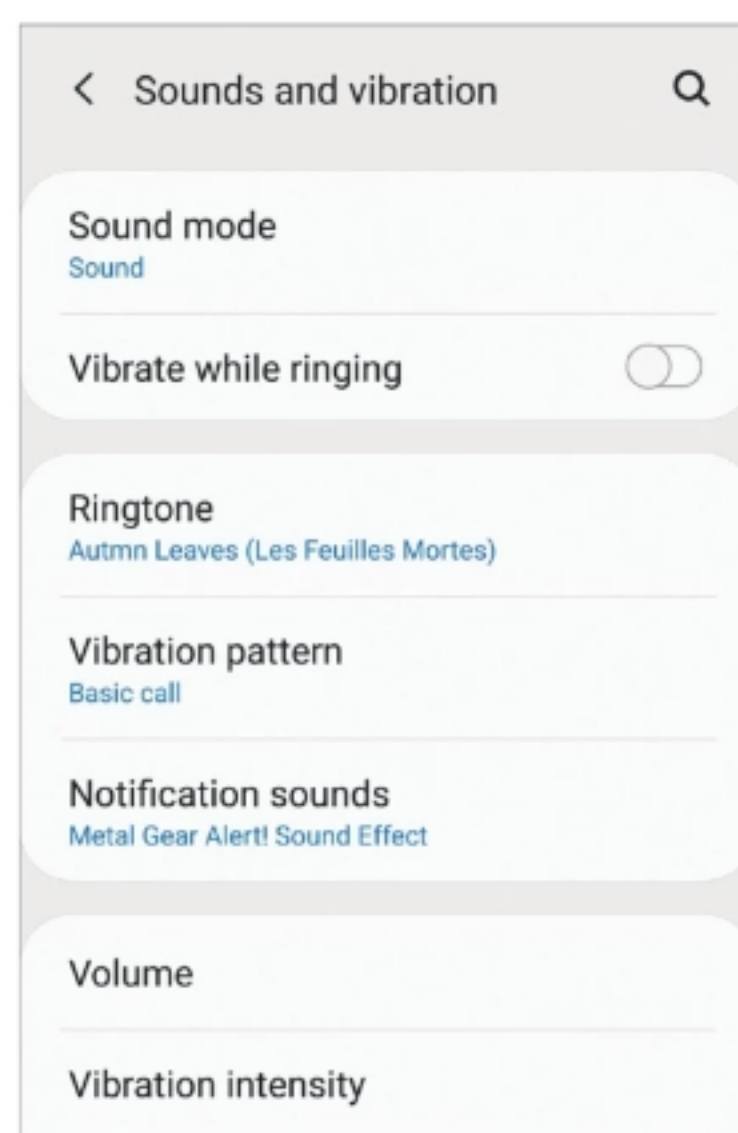 Sounds and vibration
Sound mode
Sound
Vibrate while ringing
Ringtone
Autmn Leaves (Les Feuilles Mortes)
Vibration pattern
Basic call
Notification sounds
Metal Gear Alert! Sound Effect
Volume
Vibration intensity